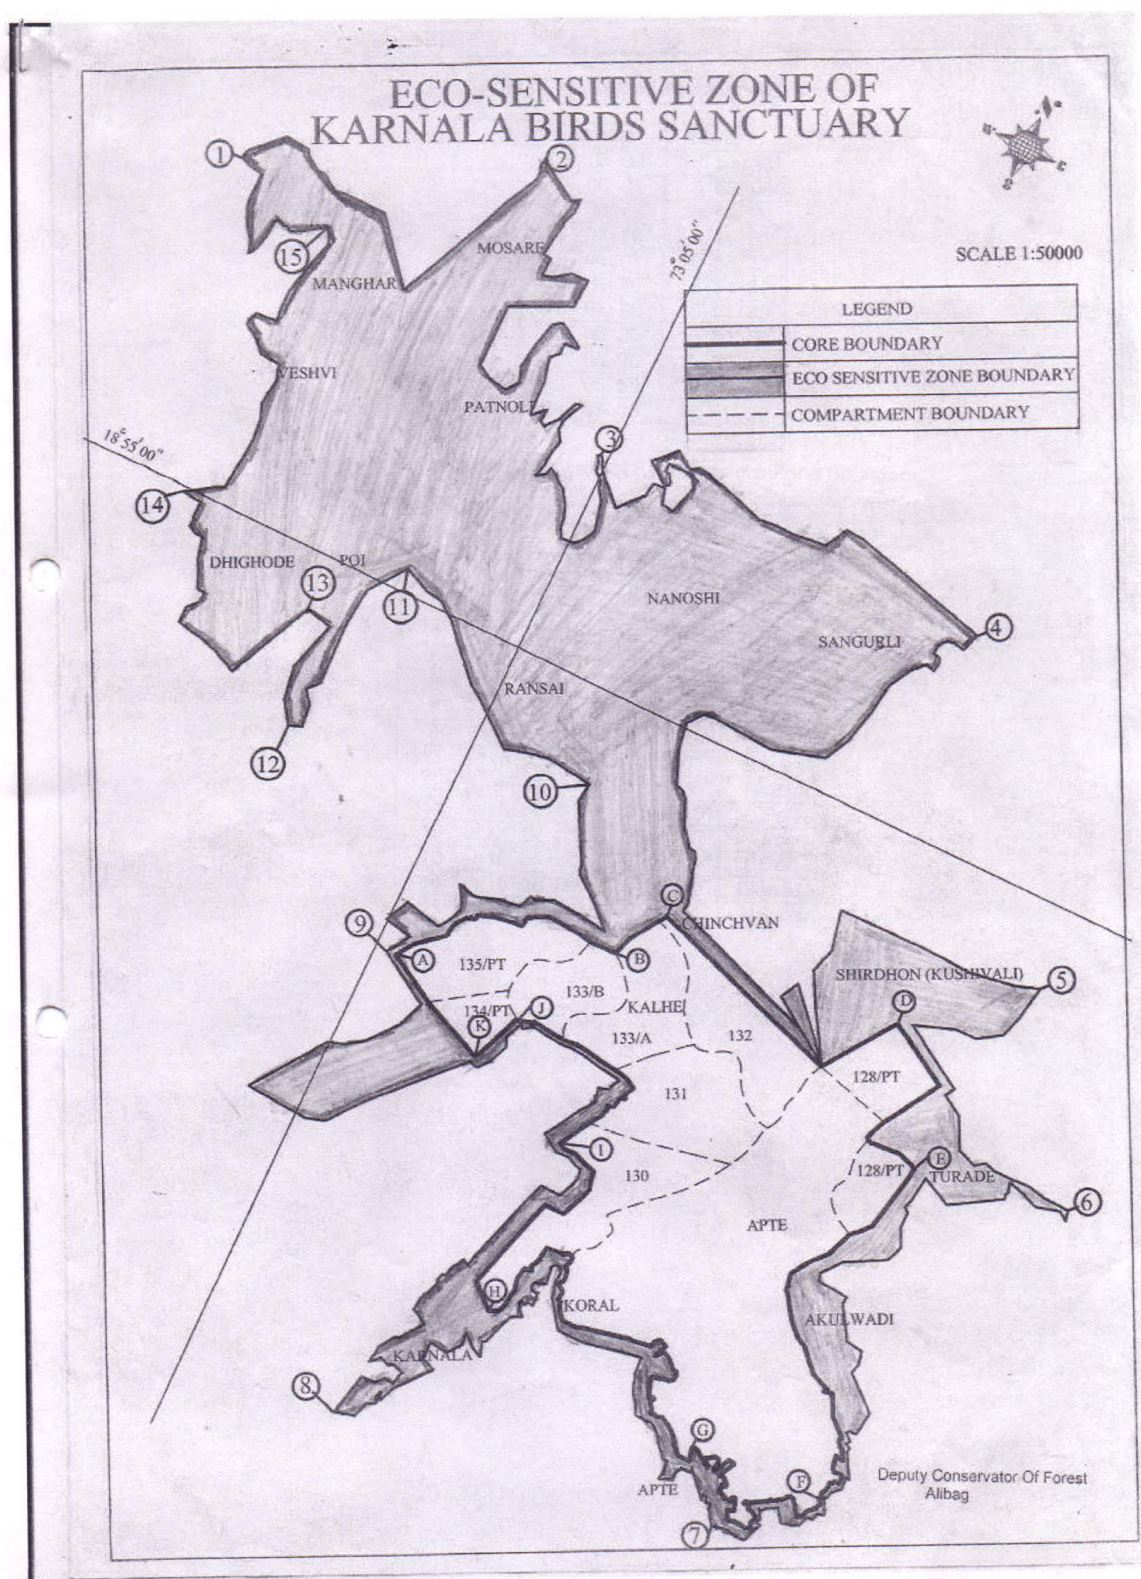 ECO-SENSITIVE ZONE OF
KARNALA BIRDS SANCTUARY
N
E
S
1
2
15
MOSARE
MANGHAR
73°05'00"
SCALE 1:50000
LEGEND
CORE BOUNDARY
ECO SENSITIVE ZONE BOUNDARY
COMPARTMENT BOUNDARY
VESHVI
PATNOLI
18°55'00"
3
14
DHIGHODE
POI
13
11
NANOSHI
SANGURLI
4
RANSAI
12
10
C
CHINCHVAN
9
A
135/PT
B
SHIRDHON (KUSHIVALI)
5
133/B
KALHE
D
134/PT
J
K
133/A
132
128/PT
131
I
130
128/PT
E
TURADE
6
APTE
H
KORAL
AKULWADI
KARNALA
8
G
APTE
F
7
Deputy Conservator Of Forest
Alibag